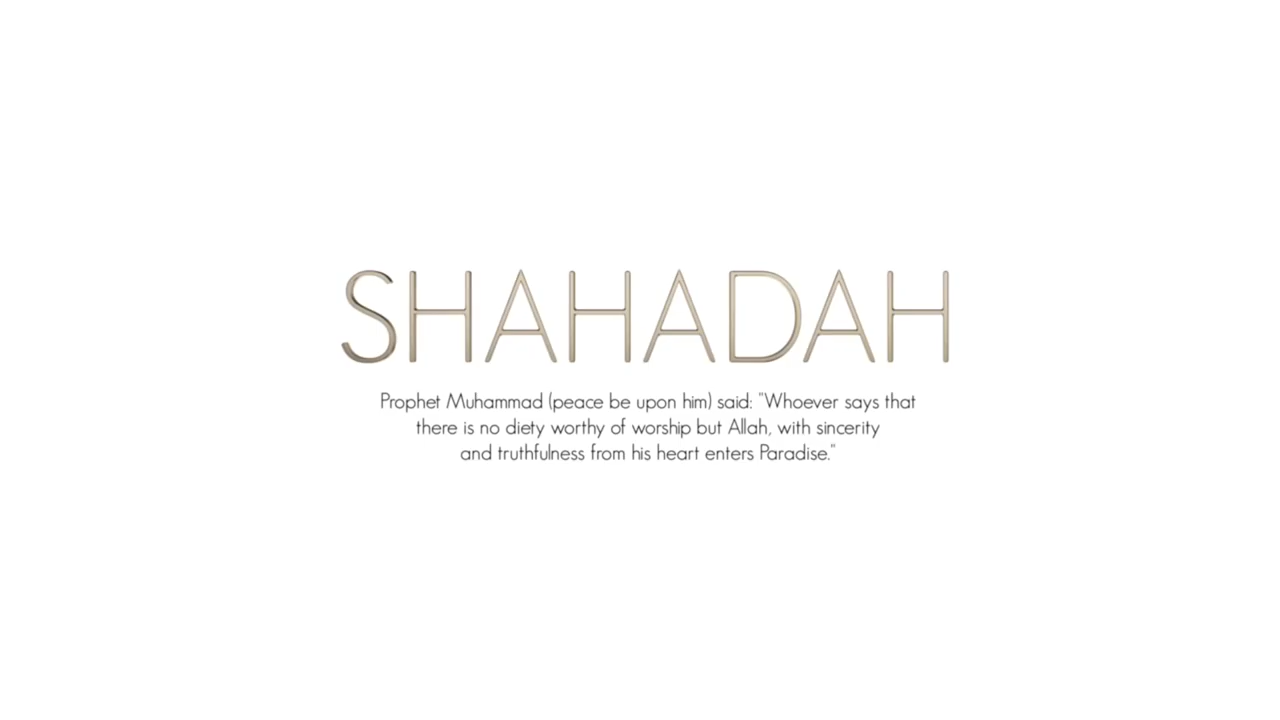 SHAHADAH
Prophet Muhammad (peace be upon him) said: "Whoever says that
there is no diety worthy of worship but Allah, with sincerity
and truthfulness from his heart enters Paradise."